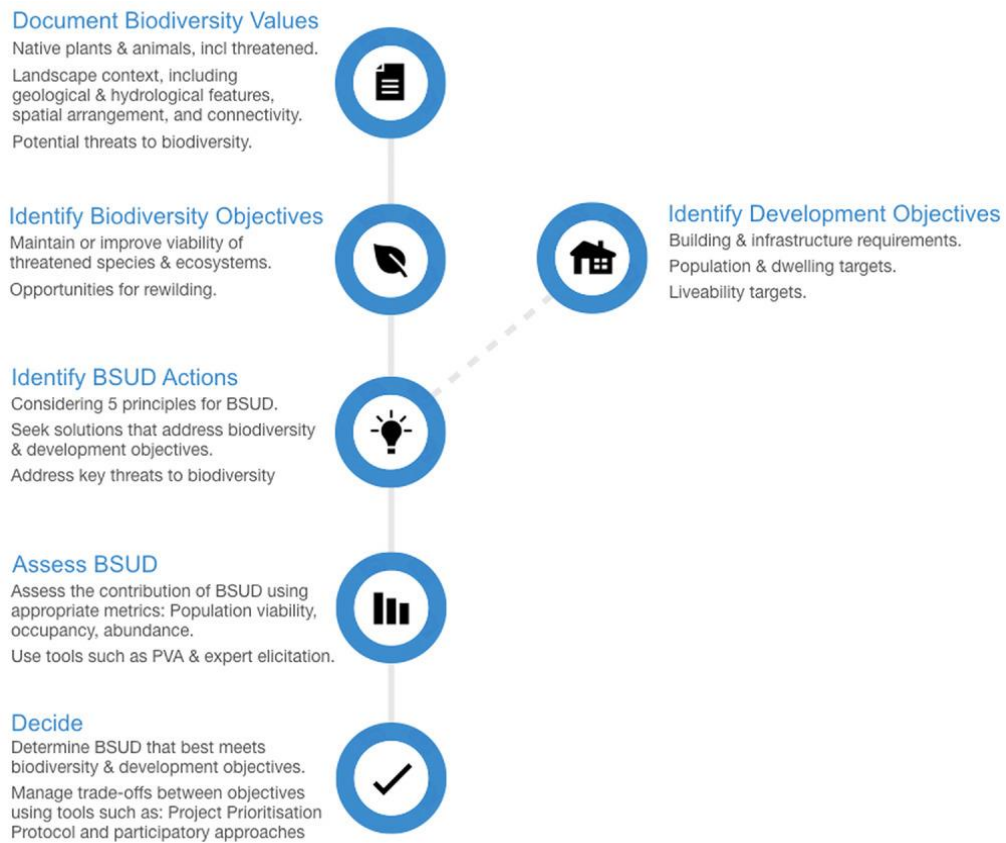 Document Biodiversity Values
Native plants & animals, incl threatened.
Landscape context, including
geological & hydrological features,
spatial arrangement, and connectivity.
Potential threats to biodiversity.
Identify Biodiversity Objectives
Maintain or improve viability of
threatened species & ecosystems.
Opportunities for rewilding.
Identify Development Objectives
Building & infrastructure requirements.
Population & dwelling targets.
Liveability targets.
Identify BSUD Actions
Considering 5 principles for BSUD.
Seek solutions that address biodiversity
& development objectives.
Address key threats to biodiversity
Assess BSUD
Assess the contribution of BSUD using
appropriate metrics: Population viability,
occupancy, abundance.
Use tools such as PVA & expert elicitation.
Decide
Determine BSUD that best meets
biodiversity & development objectives.
Manage trade-offs between objectives
using tools such as: Project Prioritisation
Protocol and participatory approaches